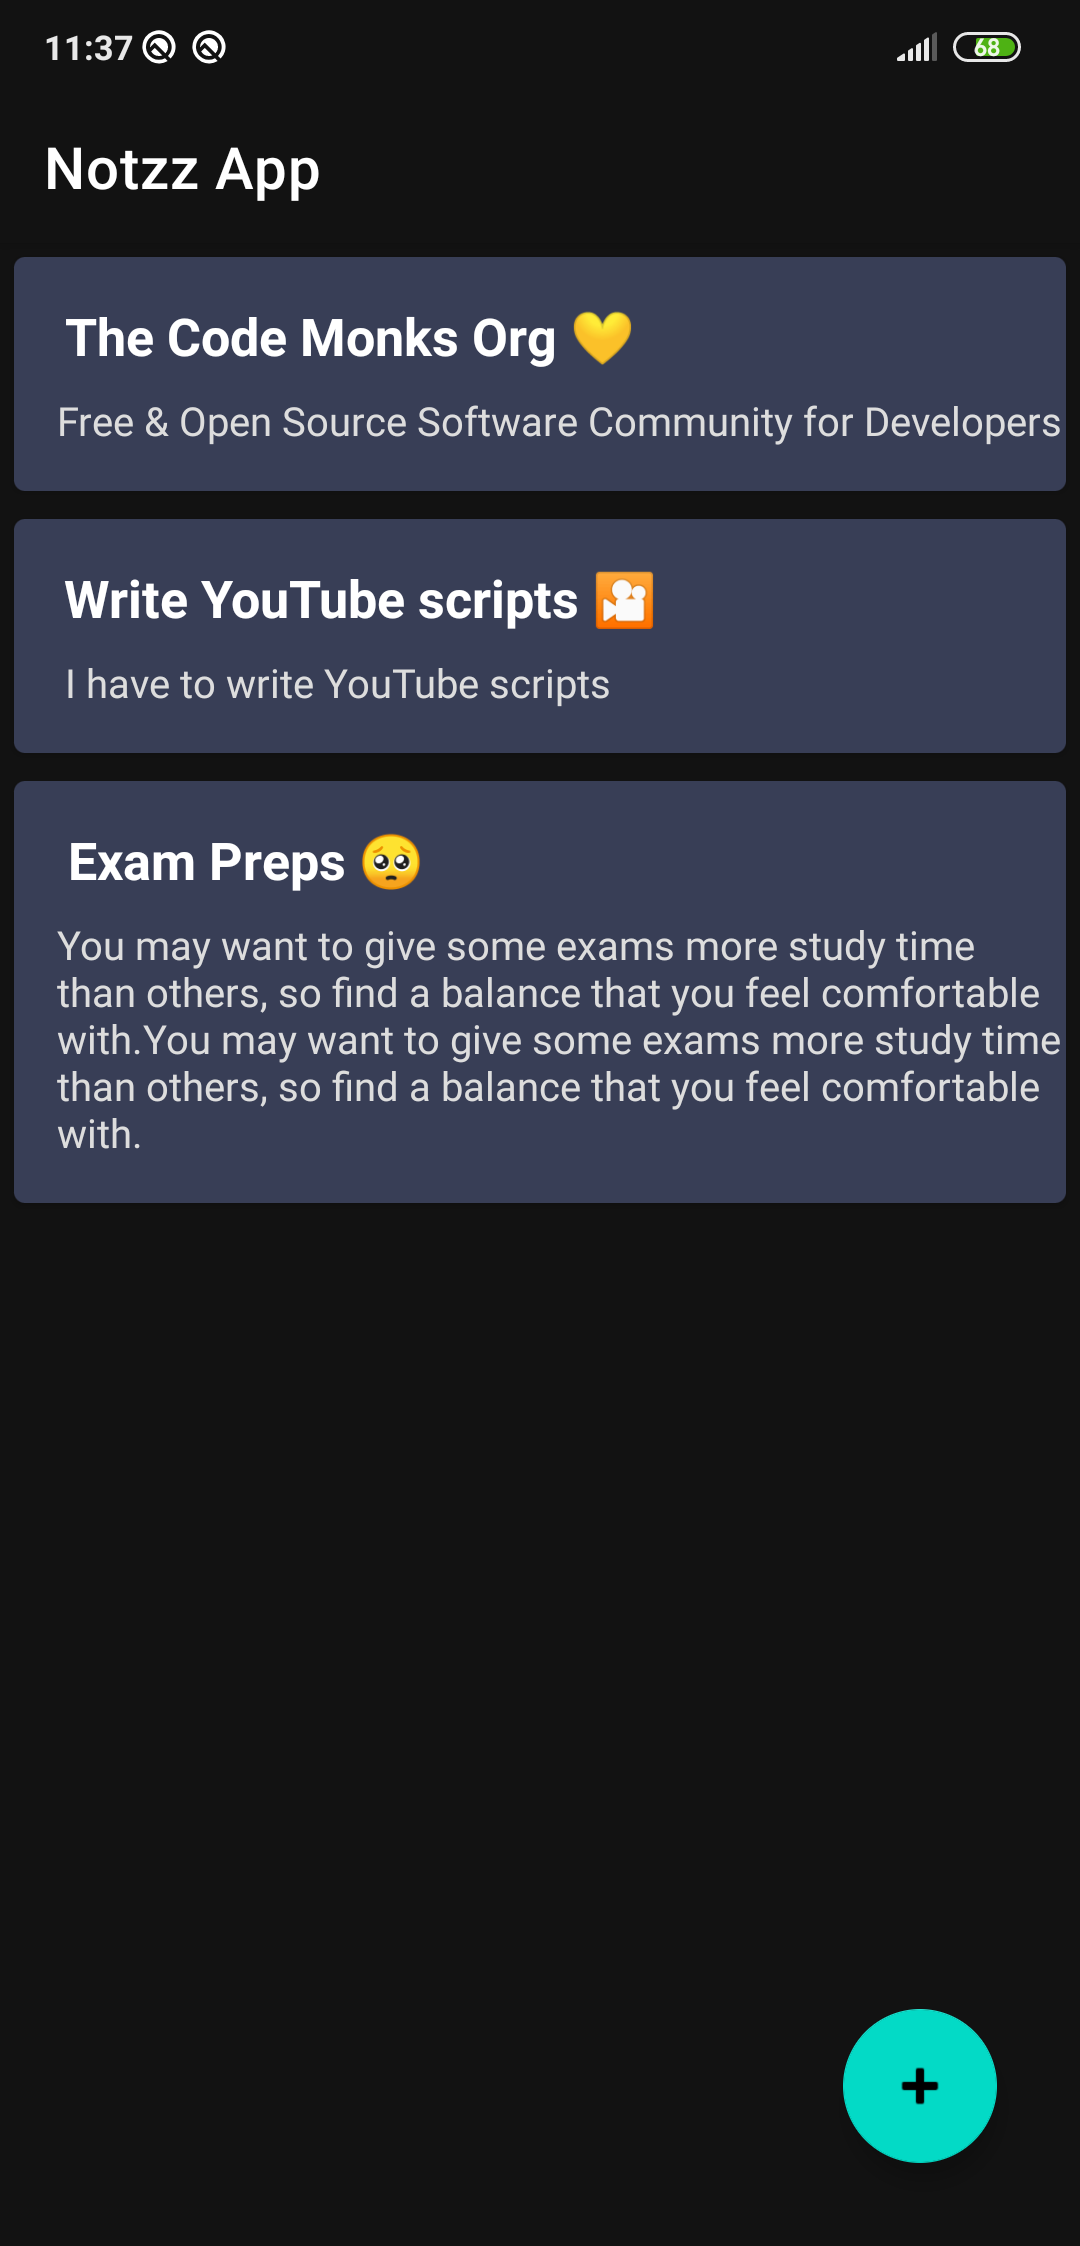 11:37 68
Notzz App
The Code Monks Org 💛
Free & Open Source Software Community for Developers
Write YouTube scripts 🎦
I have to write YouTube scripts
Exam Preps 🥺
You may want to give some exams more study time
than others, so find a balance that you feel comfortable
with.You may want to give some exams more study time
than others, so find a balance that you feel comfortable
with.